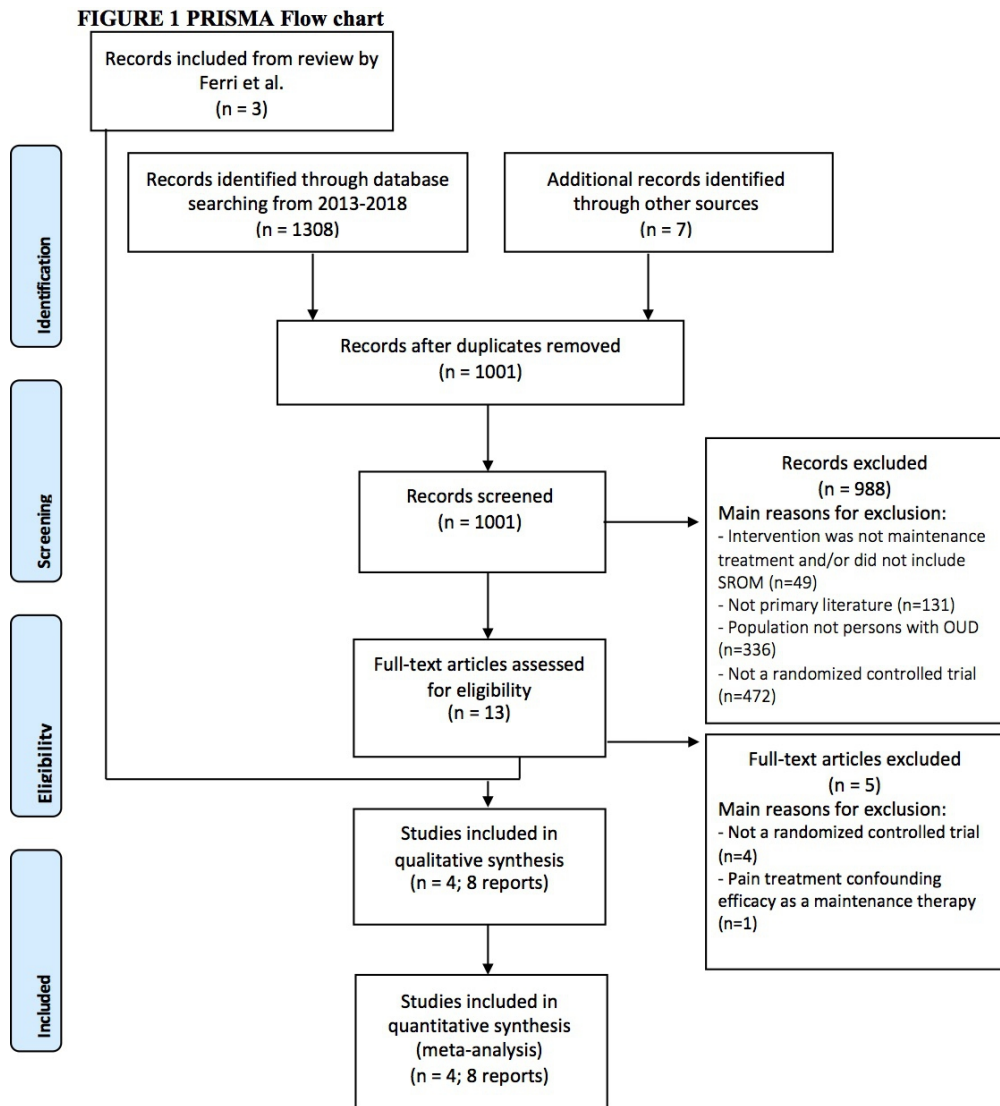 FIGURE 1 PRISMA Flow chart
Records included from review by
Ferri et al.
(n = 3)
Identification
Records identified through database
searching from 2013-2018
(n = 1308)
Additional records identified
through other sources
(n = 7)
Records after duplicates removed
(n = 1001)
Screening
Records screened
(n = 1001)
Records excluded
(n = 988)
Main reasons for exclusion:
- Intervention was not maintenance
treatment and/or did not include
SROM (n=49)
- Not primary literature (n=131)
- Population not persons with OUD
(n=336)
- Not a randomized controlled trial
(n=472)
Eligibility
Full-text articles assessed
for eligibility
(n = 13)
Full-text articles excluded
(n = 5)
Main reasons for exclusion:
- Not a randomized controlled trial
(n=4)
- Pain treatment confounding
efficacy as a maintenance therapy
(n=1)
Studies included in
qualitative synthesis
(n = 4; 8 reports)
Included
Studies included in
quantitative synthesis
(meta-analysis)
(n = 4; 8 reports)